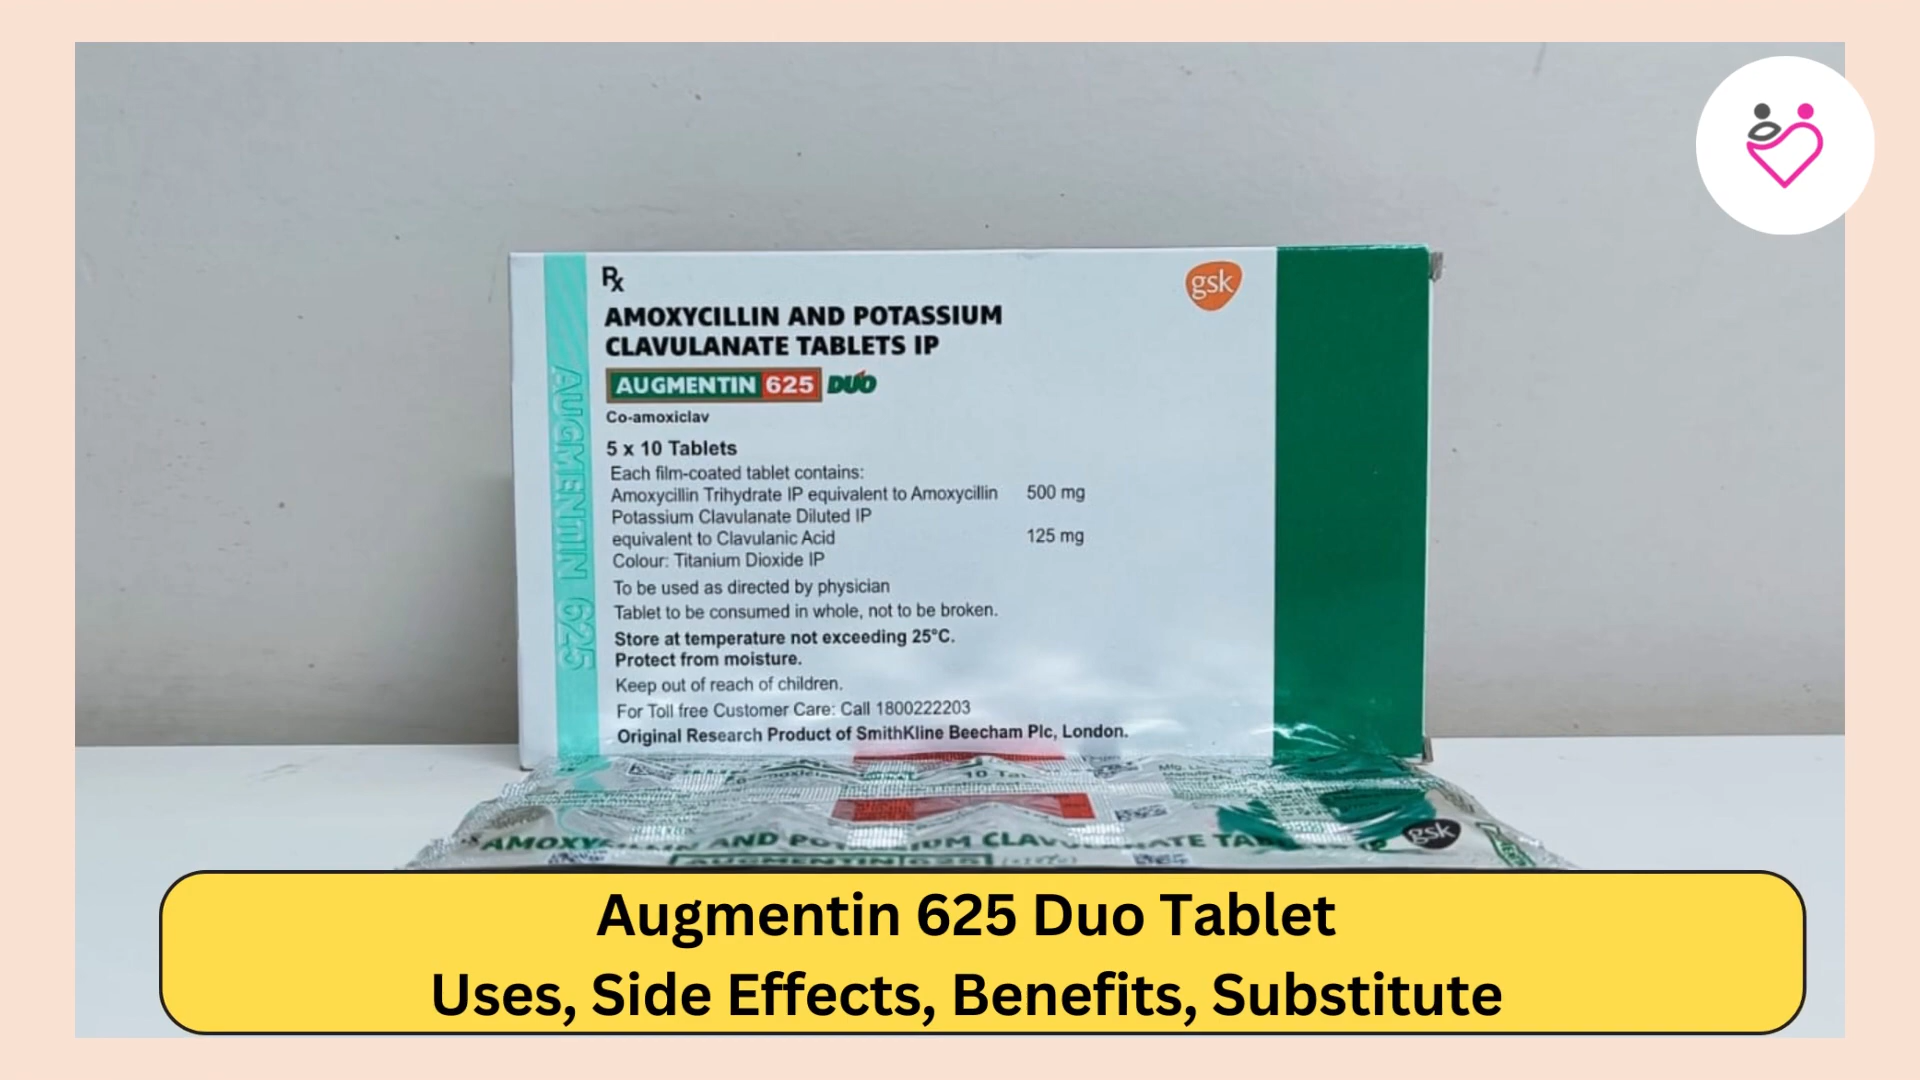 Rx
gsk
AMOXYCILLIN AND POTASSIUM
CLAVULANATE TABLETS IP
AUGMENTIN 625 DUO
Co-amoxiclav
5 x 10 Tablets
Each film-coated tablet contains:
Amoxycillin Trihydrate IP equivalent to Amoxycillin 500 mg
Potassium Clavulanate Diluted IP
equivalent to Clavulanic Acid 125 mg
Colour: Titanium Dioxide IP
To be used as directed by physician
Tablet to be consumed in whole, not to be broken.
Store at temperature not exceeding 25°C.
Protect from moisture.
Keep out of reach of children.
For Toll free Customer Care: Call 1800222203
Original Research Product of SmithKline Beecham Plc, London.
AUGMENTIN 625
AND
gsk
AUGMENTIN 625
Augmentin 625 Duo Tablet
Uses, Side Effects, Benefits, Substitute